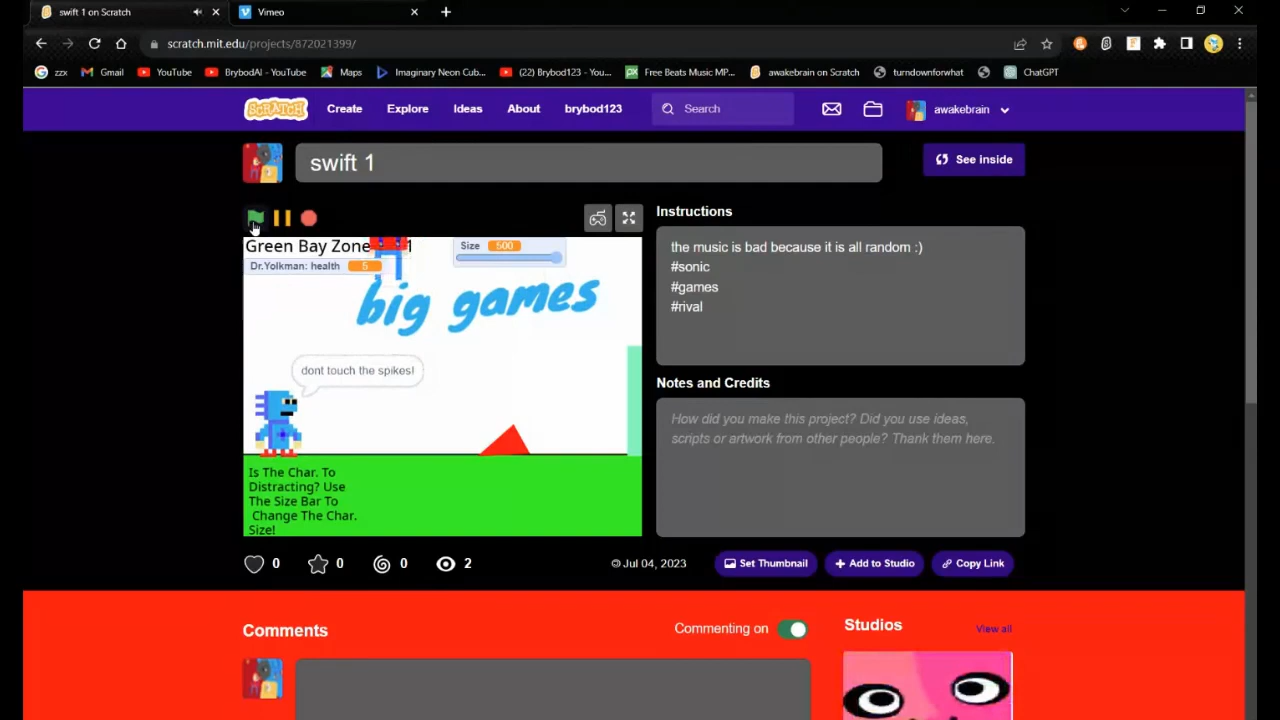 swift 1 on Scratch
Vimeo
scratch.mit.edu/projects/872021399/
zzx
Gmail
YouTube
BrybodAI - YouTube
Maps
Imaginary Neon Cub...
(22) Brybod123 - You...
Free Beats Music MP...
awakebrain on Scratch
turndownforwhat
ChatGPT
SCRATCH
Create
Explore
Ideas
About
brybod123
Search
awakebrain
swift 1
See inside
Instructions
the music is bad because it is all random :)
#sonic
#games
#rival
Green Bay Zone
1
Size 500
Dr.Yolkman: health 5
big games
dont touch the spikes!
Is The Char. To
Distracting? Use
The Size Bar To
Change The Char.
Size!
Notes and Credits
How did you make this project? Did you use ideas,
scripts or artwork from other people? Thank them here.
0
0
0
2
© Jul 04, 2023
Set Thumbnail
Add to Studio
Copy Link
Comments
Commenting on
Studios
View all